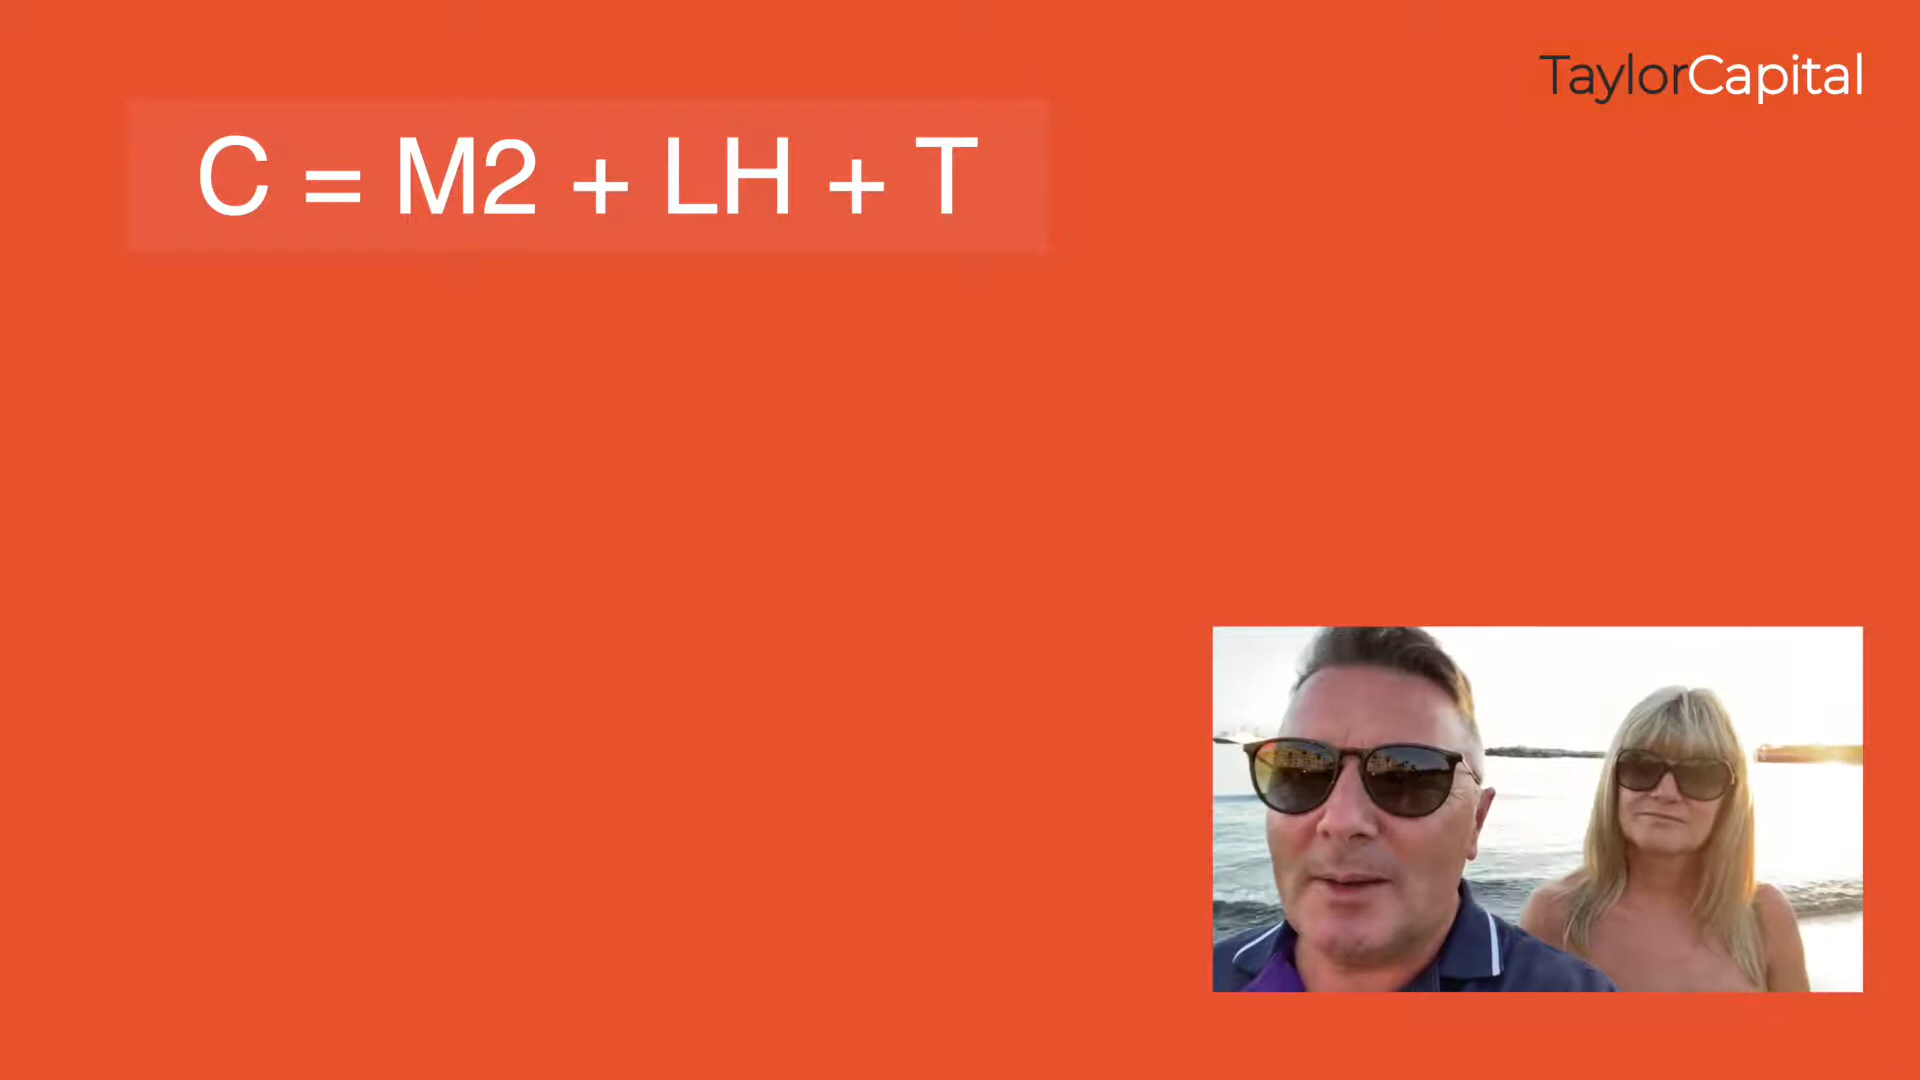 TaylorCapital
C = M2 + LH + T